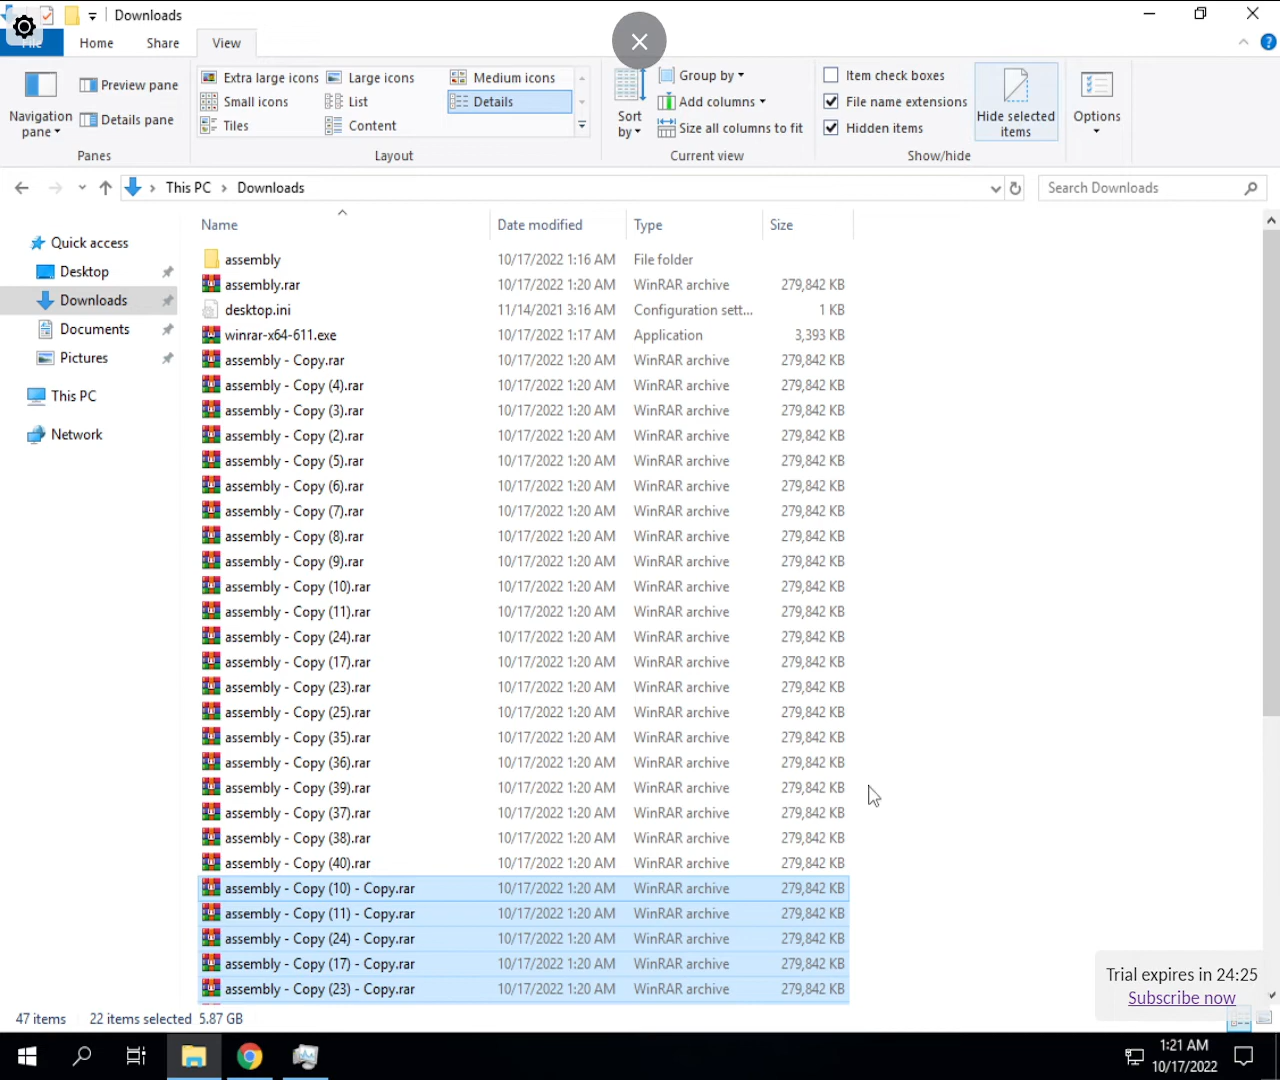 Downloads
File
Home
Share
View
Navigation pane
Preview pane
Details pane
Panes
Extra large icons
Large icons
Medium icons
Small icons
List
Details
Tiles
Content
Layout
Sort by
Group by
Add columns
Size all columns to fit
Current view
Item check boxes
File name extensions
Hidden items
Hide selected items
Show/hide
Options
This PC > Downloads
Search Downloads
Quick access
Desktop
Downloads
Documents
Pictures
This PC
Network
Name Date modified Type Size
assembly 10/17/2022 1:16 AM File folder
assembly.rar 10/17/2022 1:20 AM WinRAR archive 279,842 KB
desktop.ini 11/14/2021 3:16 AM Configuration sett... 1 KB
winrar-x64-611.exe 10/17/2022 1:17 AM Application 3,393 KB
assembly - Copy.rar 10/17/2022 1:20 AM WinRAR archive 279,842 KB
assembly - Copy (4).rar 10/17/2022 1:20 AM WinRAR archive 279,842 KB
assembly - Copy (3).rar 10/17/2022 1:20 AM WinRAR archive 279,842 KB
assembly - Copy (2).rar 10/17/2022 1:20 AM WinRAR archive 279,842 KB
assembly - Copy (5).rar 10/17/2022 1:20 AM WinRAR archive 279,842 KB
assembly - Copy (6).rar 10/17/2022 1:20 AM WinRAR archive 279,842 KB
assembly - Copy (7).rar 10/17/2022 1:20 AM WinRAR archive 279,842 KB
assembly - Copy (8).rar 10/17/2022 1:20 AM WinRAR archive 279,842 KB
assembly - Copy (9).rar 10/17/2022 1:20 AM WinRAR archive 279,842 KB
assembly - Copy (10).rar 10/17/2022 1:20 AM WinRAR archive 279,842 KB
assembly - Copy (11).rar 10/17/2022 1:20 AM WinRAR archive 279,842 KB
assembly - Copy (24).rar 10/17/2022 1:20 AM WinRAR archive 279,842 KB
assembly - Copy (17).rar 10/17/2022 1:20 AM WinRAR archive 279,842 KB
assembly - Copy (23).rar 10/17/2022 1:20 AM WinRAR archive 279,842 KB
assembly - Copy (25).rar 10/17/2022 1:20 AM WinRAR archive 279,842 KB
assembly - Copy (35).rar 10/17/2022 1:20 AM WinRAR archive 279,842 KB
assembly - Copy (36).rar 10/17/2022 1:20 AM WinRAR archive 279,842 KB
assembly - Copy (39).rar 10/17/2022 1:20 AM WinRAR archive 279,842 KB
assembly - Copy (37).rar 10/17/2022 1:20 AM WinRAR archive 279,842 KB
assembly - Copy (38).rar 10/17/2022 1:20 AM WinRAR archive 279,842 KB
assembly - Copy (40).rar 10/17/2022 1:20 AM WinRAR archive 279,842 KB
assembly - Copy (10) - Copy.rar 10/17/2022 1:20 AM WinRAR archive 279,842 KB
assembly - Copy (11) - Copy.rar 10/17/2022 1:20 AM WinRAR archive 279,842 KB
assembly - Copy (24) - Copy.rar 10/17/2022 1:20 AM WinRAR archive 279,842 KB
assembly - Copy (17) - Copy.rar 10/17/2022 1:20 AM WinRAR archive 279,842 KB
assembly - Copy (23) - Copy.rar 10/17/2022 1:20 AM WinRAR archive 279,842 KB
Trial expires in 24:25
Subscribe now
47 items 22 items selected 5.87 GB
1:21 AM
10/17/2022